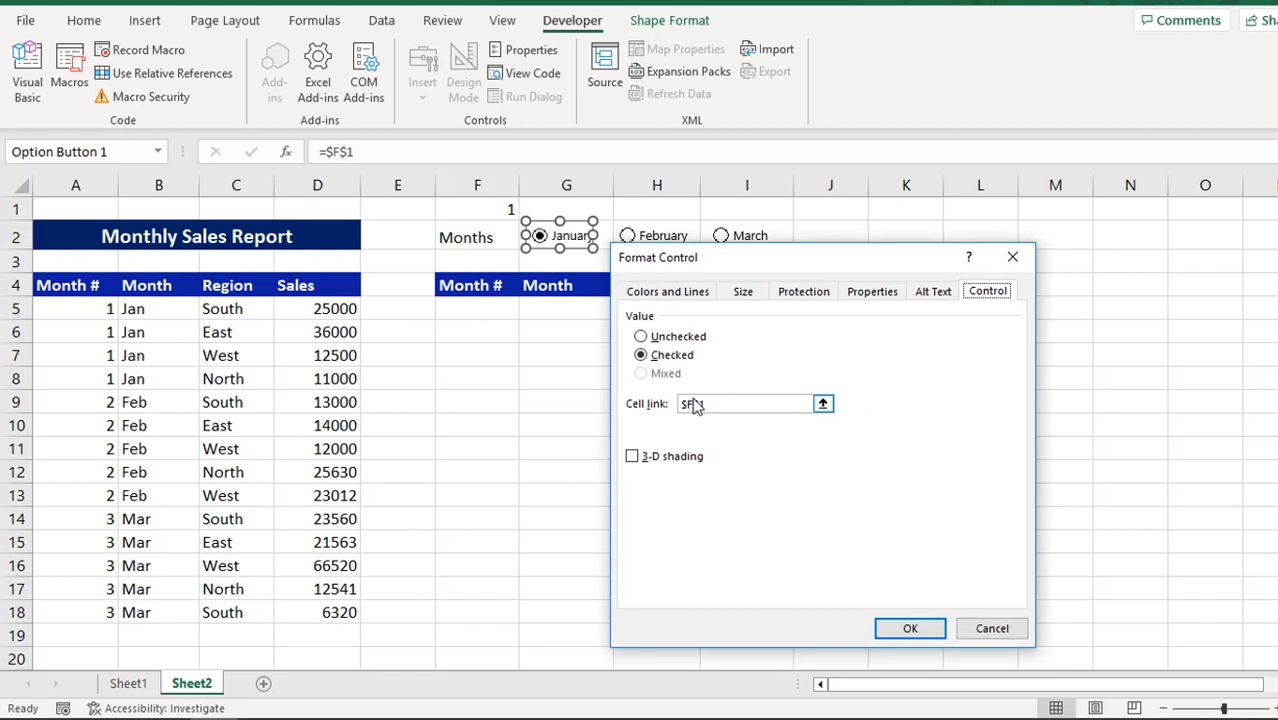 File Home Insert Page Layout Formulas Data Review View Developer Shape Format Comments
Record Macro
Use Relative References
Macro Security
Visual Basic
Macros
Code
Add-ins
Excel Add-ins
COM Add-ins
Add-ins
Insert
Design Mode
Properties
View Code
Run Dialog
Controls
Source
Map Properties
Expansion Packs
Refresh Data
Import
Export
XML
Option Button 1 fx =$F$1
A B C D E F G H I J K L M N O
1 1
2 Monthly Sales Report Months February March
3
4 Month # Month Region Sales Month # Month
5 1 Jan South 25000
6 1 Jan East 36000
7 1 Jan West 12500
8 1 Jan North 11000
9 2 Feb South 13000
10 2 Feb East 14000
11 2 Feb West 12000
12 2 Feb North 25630
13 2 Feb West 23012
14 3 Mar South 23560
15 3 Mar East 21563
16 3 Mar West 66520
17 3 Mar North 12541
18 3 Mar South 6320
19
20
Format Control ?
Colors and Lines Size Protection Properties Alt Text Control
Value
Unchecked
Checked
Mixed
Cell link:
3-D shading
OK Cancel
Sheet1 Sheet2
Ready Accessibility: Investigate